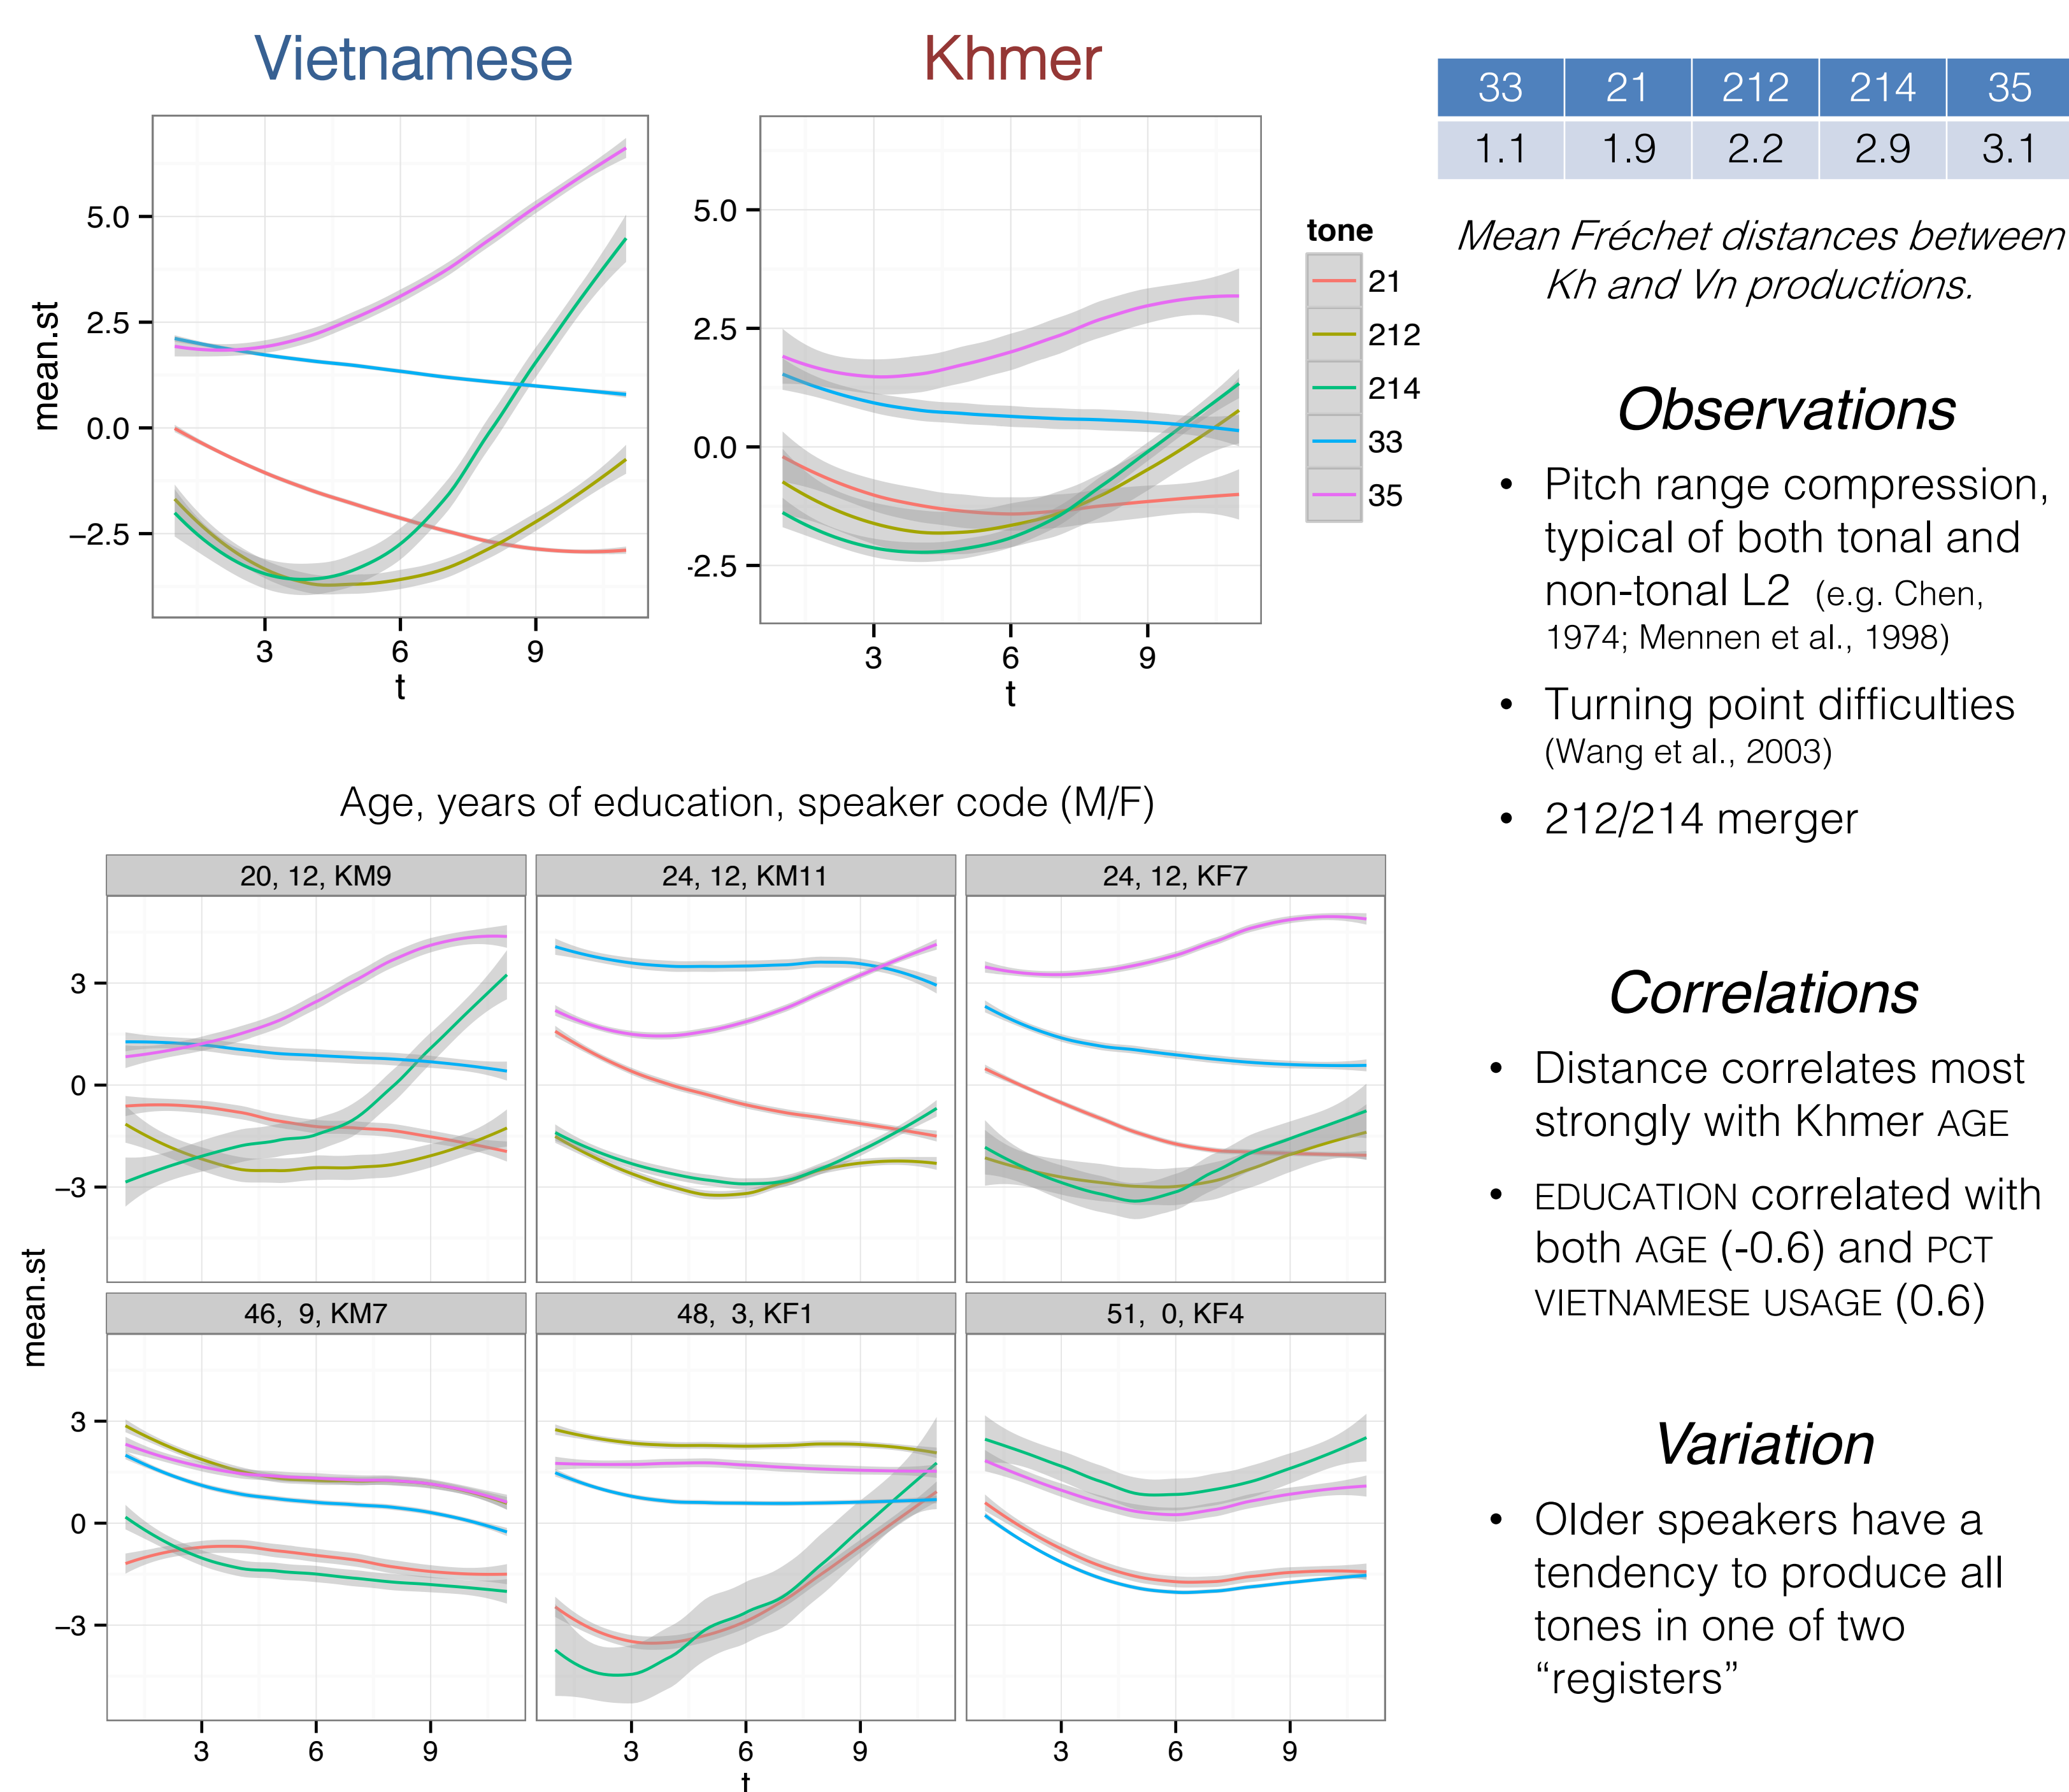 Vietnamese
mean.st
5.0
2.5
0.0
−2.5
3
6
9
t
Khmer
5.0
2.5
0.0
-2.5
3
6
9
t
tone
21
212
214
33
35
33 21 212 214 35
1.1 1.9 2.2 2.9 3.1
Mean Fréchet distances between
Kh and Vn productions.
Observations
• Pitch range compression,
typical of both tonal and
non-tonal L2 (e.g. Chen,
1974; Mennen et al., 1998)
• Turning point difficulties
(Wang et al., 2003)
• 212/214 merger
Correlations
• Distance correlates most
strongly with Khmer AGE
• EDUCATION correlated with
both AGE (-0.6) and PCT
VIETNAMESE USAGE (0.6)
Variation
• Older speakers have a
tendency to produce all
tones in one of two
“registers”
Age, years of education, speaker code (M/F)
20, 12, KM9
24, 12, KM11
24, 12, KF7
3
0
−3
mean.st
46, 9, KM7
48, 3, KF1
51, 0, KF4
3
0
−3
3 6 9
3 6 9
3 6 9
t